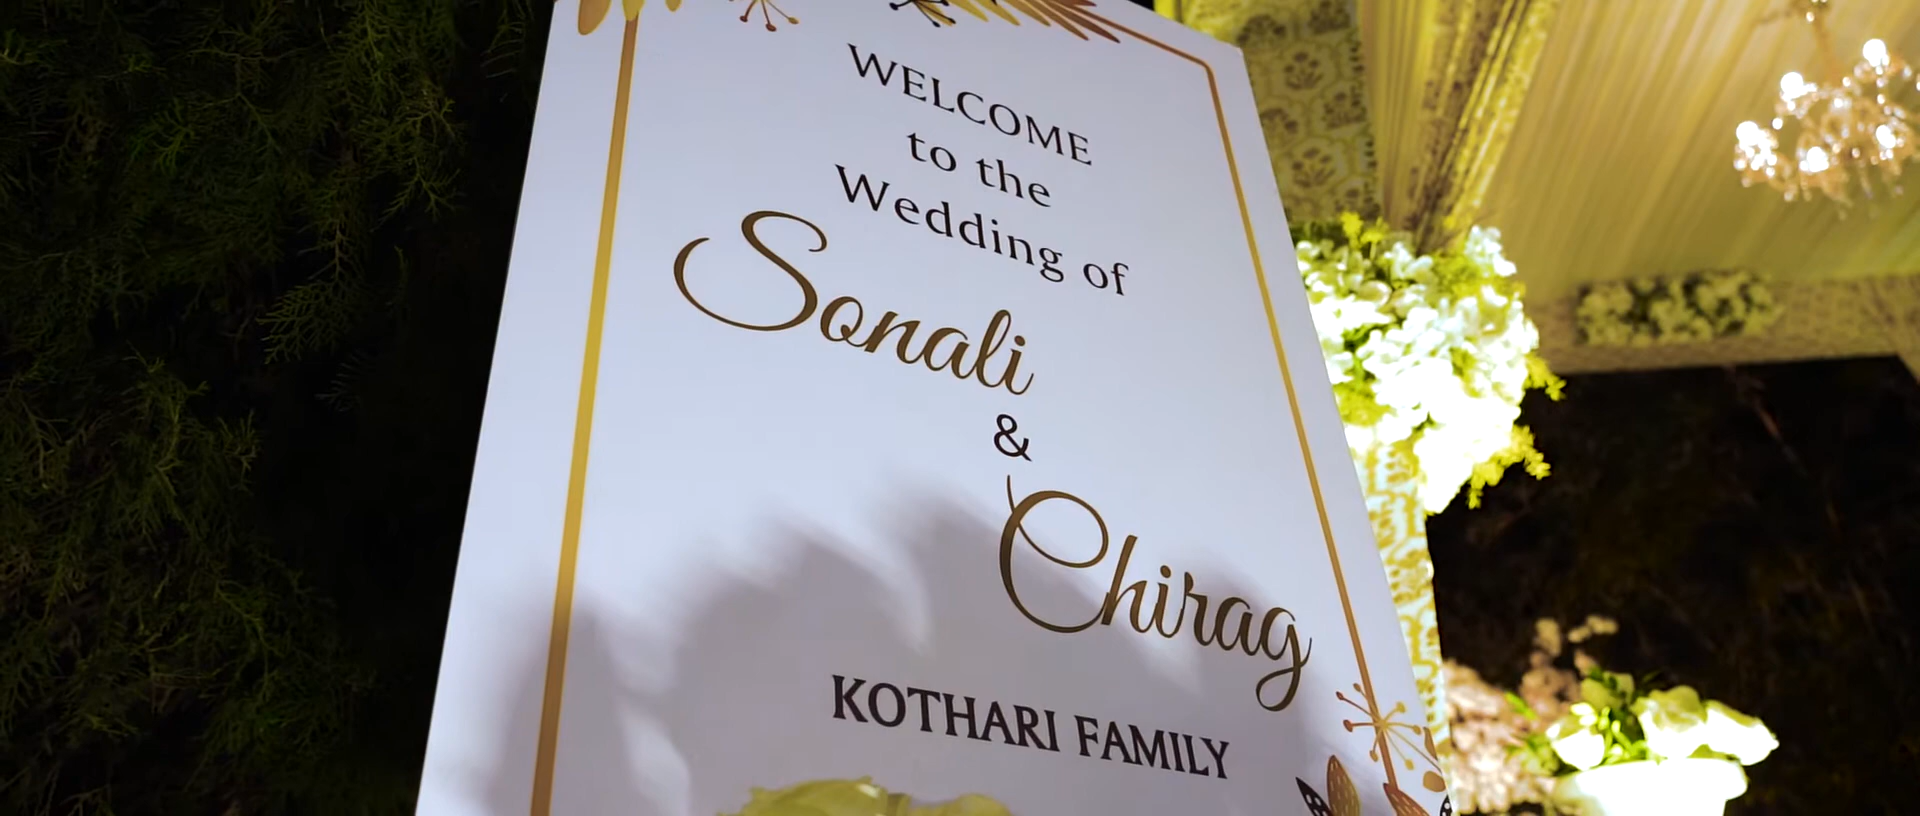 WELCOME
to the
Wedding of
Sonali
&
Chirag
KOTHARI FAMILY